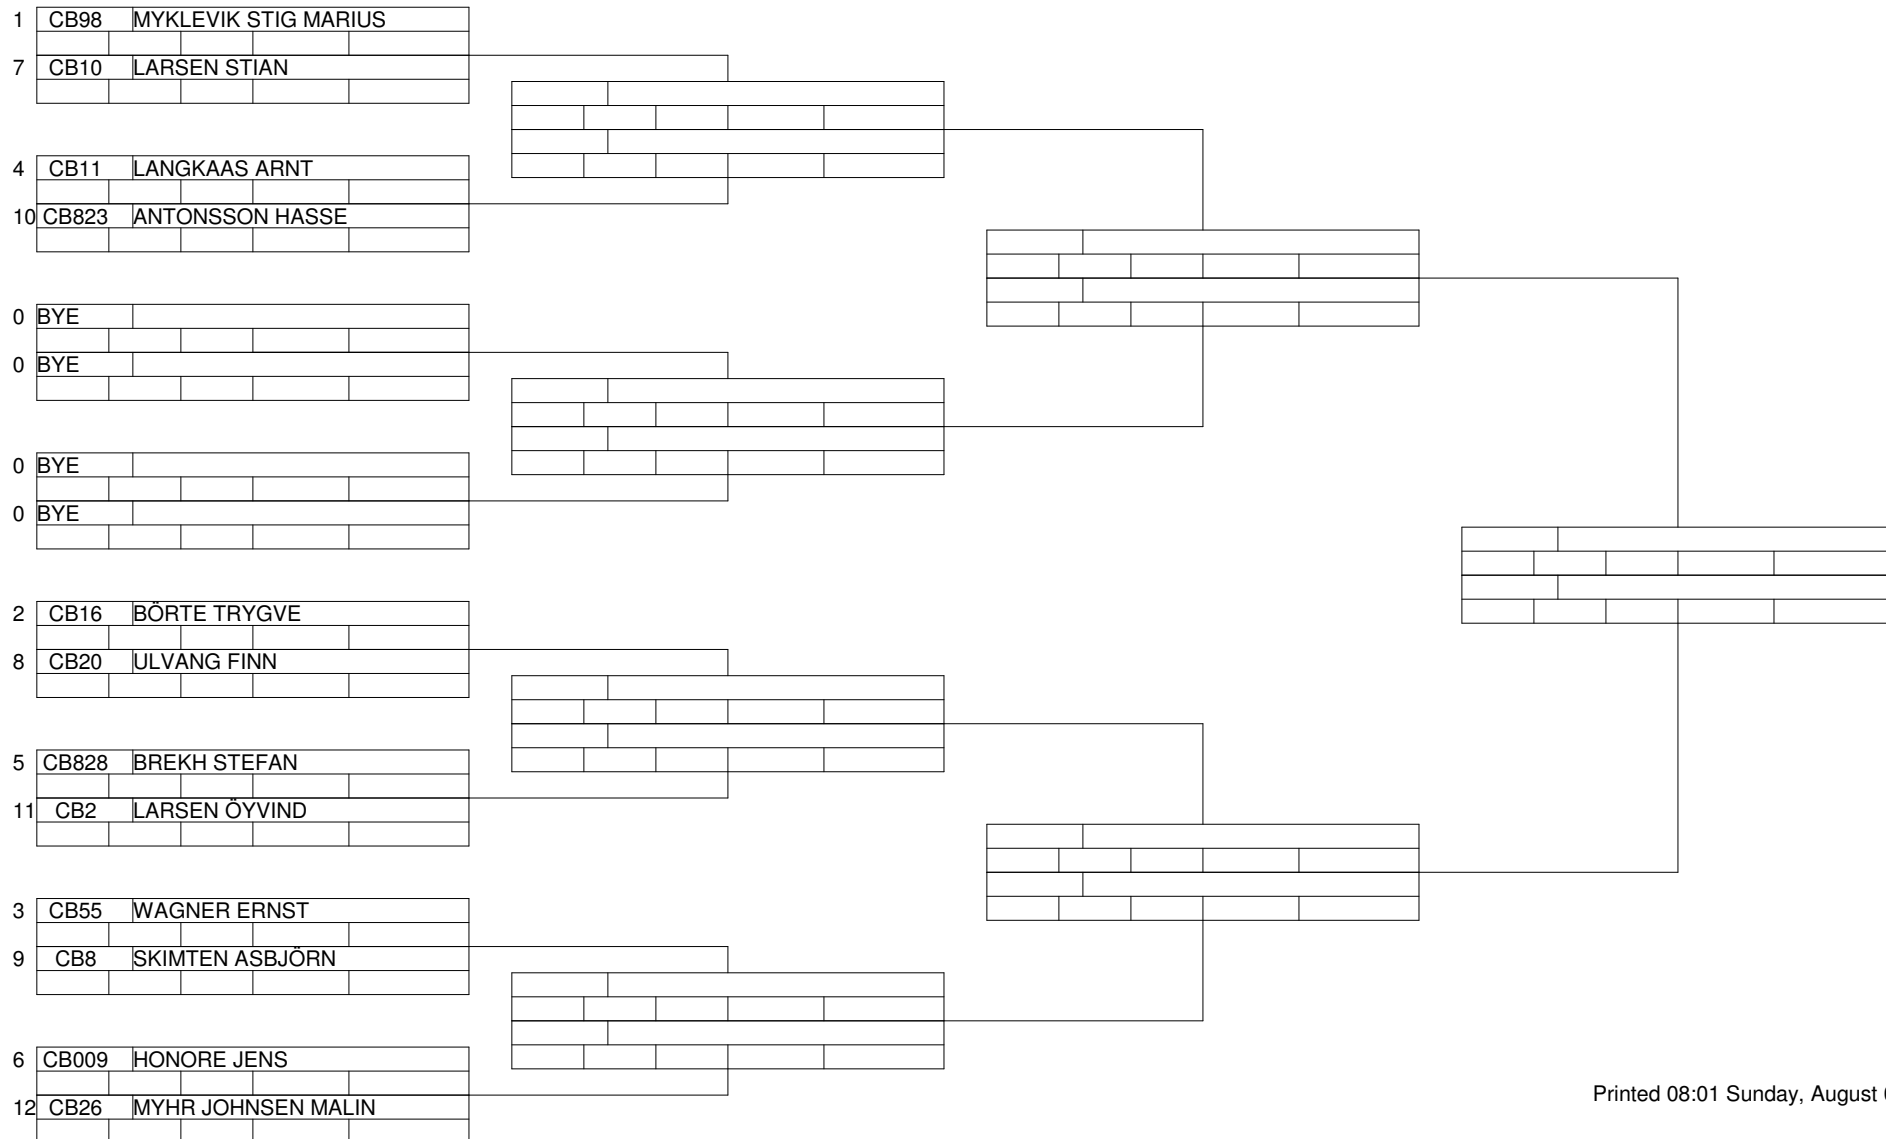 1 CB98 MYKLEVIK STIG MARIUS
7 CB10 LARSEN STIAN
4 CB11 LANGKAAS ARNT
10 CB823 ANTONSSON HASSE
0 BYE
0 BYE
0 BYE
0 BYE
2 CB16 BÖRTE TRYGVE
8 CB20 ULVANG FINN
5 CB828 BREKH STEFAN
11 CB2 LARSEN ÖYVIND
3 CB55 WAGNER ERNST
9 CB8 SKIMTEN ASBJÖRN
6 CB009 HONORE JENS
12 CB26 MYHR JOHNSEN MALIN
Printed 08:01 Sunday, August